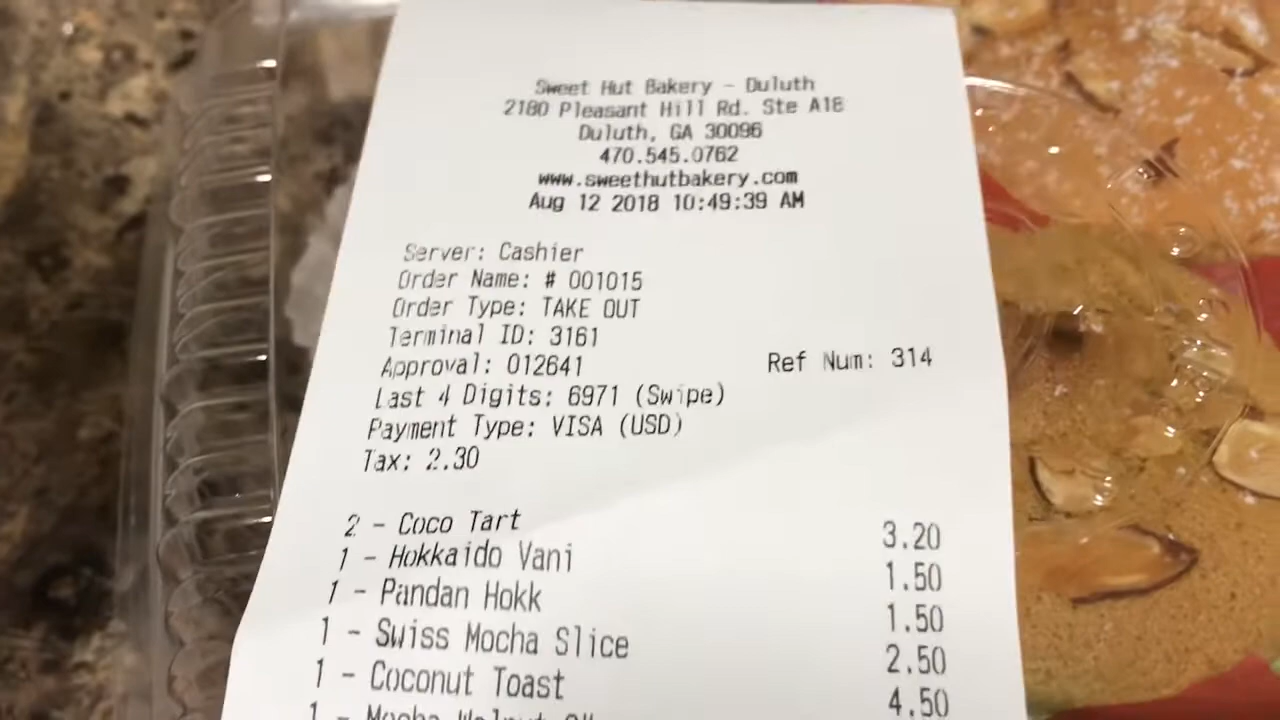 Sweet Hut Bakery - Duluth
2180 Pleasant Hill Rd. Ste A18
Duluth, GA 30096
470.545.0762
www.sweethutbakery.com
Aug 12 2018 10:49:39 AM
Server: Cashier
Order Name: # 001015
Order Type: TAKE OUT
Terminal ID: 3161
Approval: 012641 Ref Num: 314
Last 4 Digits: 6971 (Swipe)
Payment Type: VISA (USD)
Tax: 2.30
2 - Coco Tart 3.20
1 - Hokkaido Vani 1.50
1 - Pandan Hokk 1.50
1 - Swiss Mocha Slice 2.50
1 - Coconut Toast 4.50
1 - Mocha Walnut